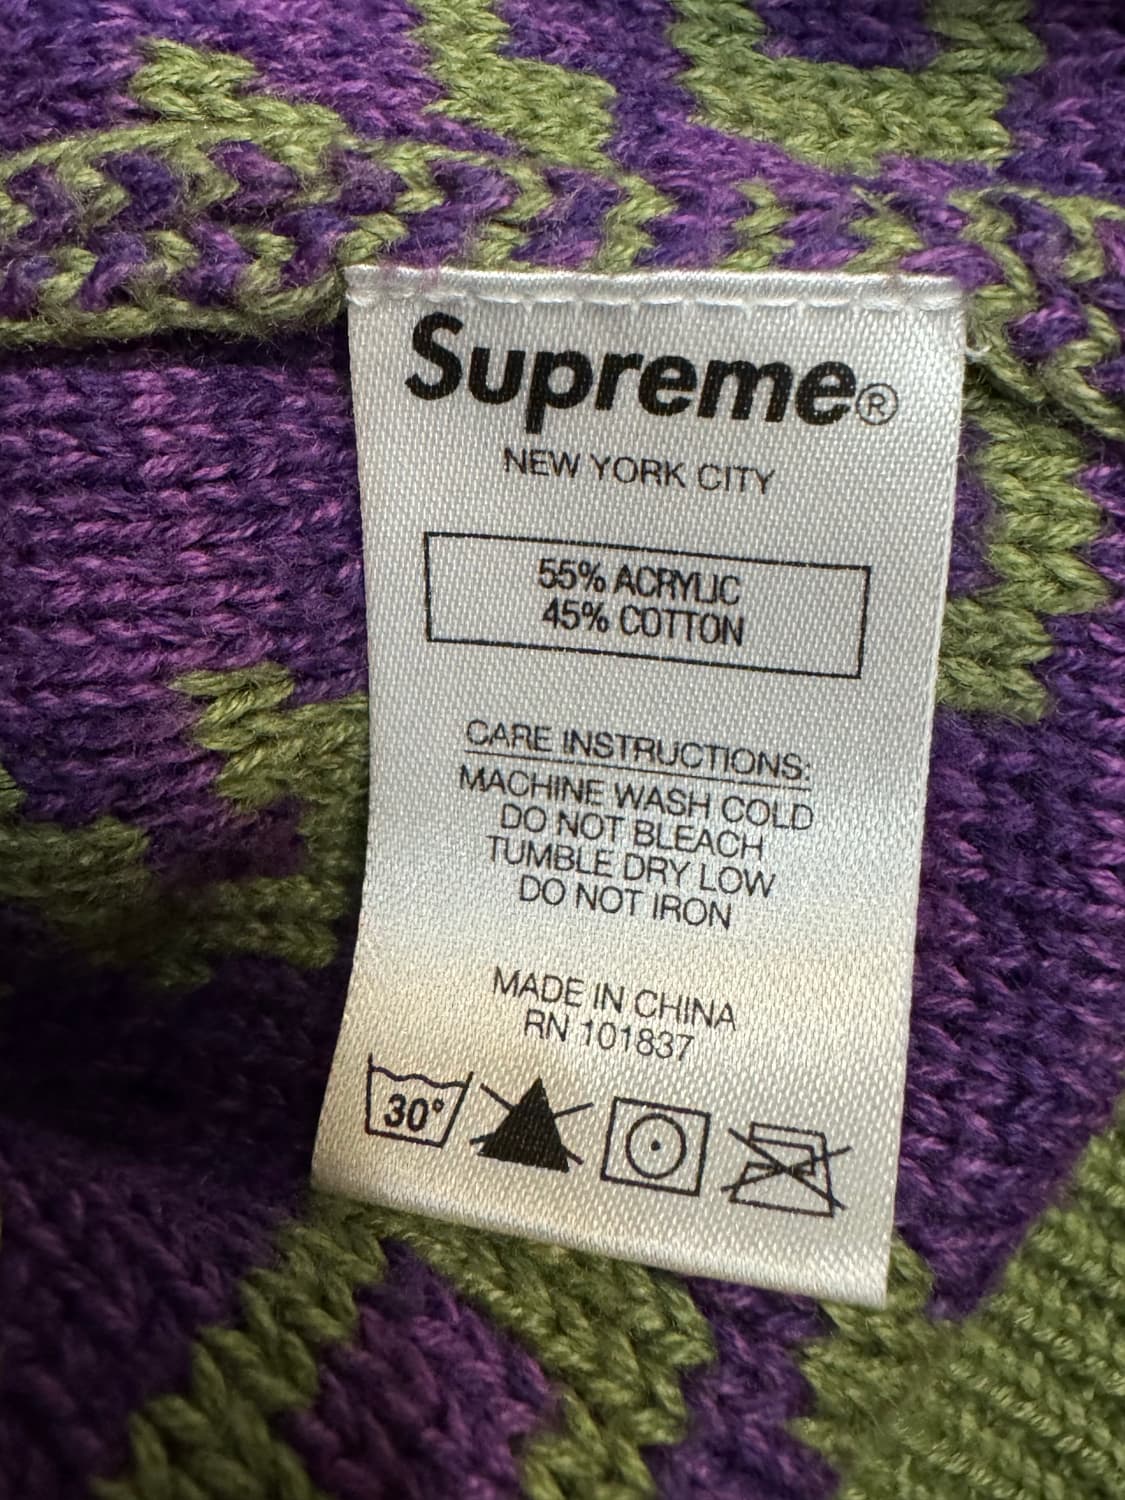 Supreme®
NEW YORK CITY
55% ACRYLIC
45% COTTON
CARE INSTRUCTIONS:
MACHINE WASH COLD
DO NOT BLEACH
TUMBLE DRY LOW
DO NOT IRON
MADE IN CHINA
RN 101837
30°